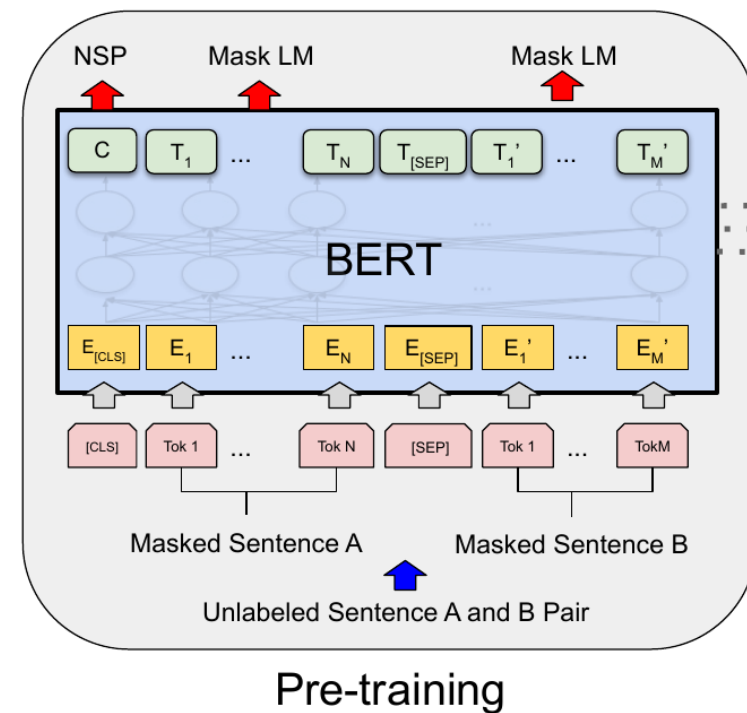 NSP Mask LM Mask LM
C T1 ... TN T[SEP] T1’ ... TM’
...
BERT
...
E[CLS] E1 ... EN E[SEP] E1’ ... EM’
[CLS] Tok 1 ... Tok N [SEP] Tok 1 ... TokM
Masked Sentence A Masked Sentence B
Unlabeled Sentence A and B Pair
Pre-training